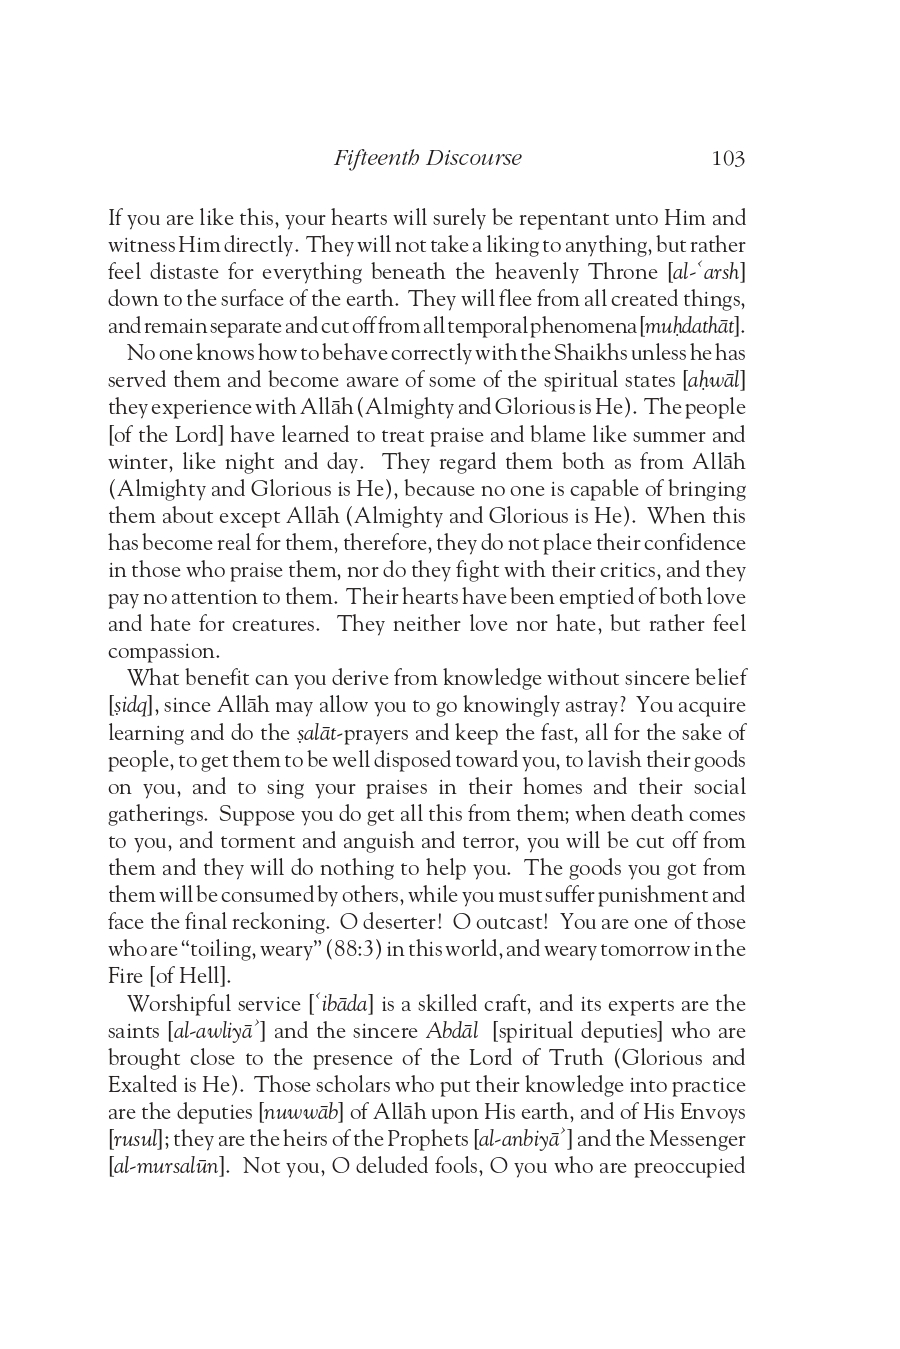 Fifteenth Discourse 103
If you are like this, your hearts will surely be repentant unto Him and
witness Him directly. They will not take a liking to anything, but rather
feel distaste for everything beneath the heavenly Throne [al-ʿarsh]
down to the surface of the earth. They will flee from all created things,
and remain separate and cut off from all temporal phenomena [muḥdathāt].
No one knows how to behave correctly with the Shaikhs unless he has
served them and become aware of some of the spiritual states [aḥwāl]
they experience with Allāh (Almighty and Glorious is He). The people
[of the Lord] have learned to treat praise and blame like summer and
winter, like night and day. They regard them both as from Allāh
(Almighty and Glorious is He), because no one is capable of bringing
them about except Allāh (Almighty and Glorious is He). When this
has become real for them, therefore, they do not place their confidence
in those who praise them, nor do they fight with their critics, and they
pay no attention to them. Their hearts have been emptied of both love
and hate for creatures. They neither love nor hate, but rather feel
compassion.
What benefit can you derive from knowledge without sincere belief
[ṣidq], since Allāh may allow you to go knowingly astray? You acquire
learning and do the ṣalāt-prayers and keep the fast, all for the sake of
people, to get them to be well disposed toward you, to lavish their goods
on you, and to sing your praises in their homes and their social
gatherings. Suppose you do get all this from them; when death comes
to you, and torment and anguish and terror, you will be cut off from
them and they will do nothing to help you. The goods you got from
them will be consumed by others, while you must suffer punishment and
face the final reckoning. O deserter! O outcast! You are one of those
who are “toiling, weary” (88:3) in this world, and weary tomorrow in the
Fire [of Hell].
Worshipful service [ʿibāda] is a skilled craft, and its experts are the
saints [al-awliyāʾ] and the sincere Abdāl [spiritual deputies] who are
brought close to the presence of the Lord of Truth (Glorious and
Exalted is He). Those scholars who put their knowledge into practice
are the deputies [nuwwāb] of Allāh upon His earth, and of His Envoys
[rusul]; they are the heirs of the Prophets [al-anbiyāʾ] and the Messenger
[al-mursalūn]. Not you, O deluded fools, O you who are preoccupied